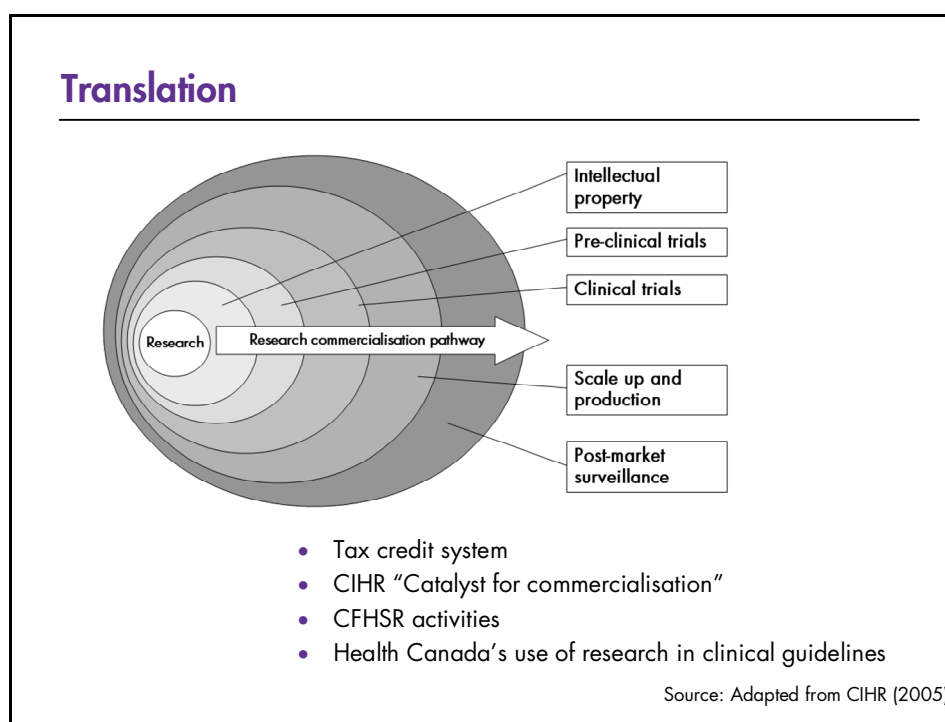 Translation
Intellectual
property
Pre-clinical trials
Clinical trials
Research
Research commercialisation pathway
Scale up and
production
Post-market
surveillance
• Tax credit system
• CIHR “Catalyst for commercialisation”
• CFHSR activities
• Health Canada’s use of research in clinical guidelines
Source: Adapted from CIHR (2005)